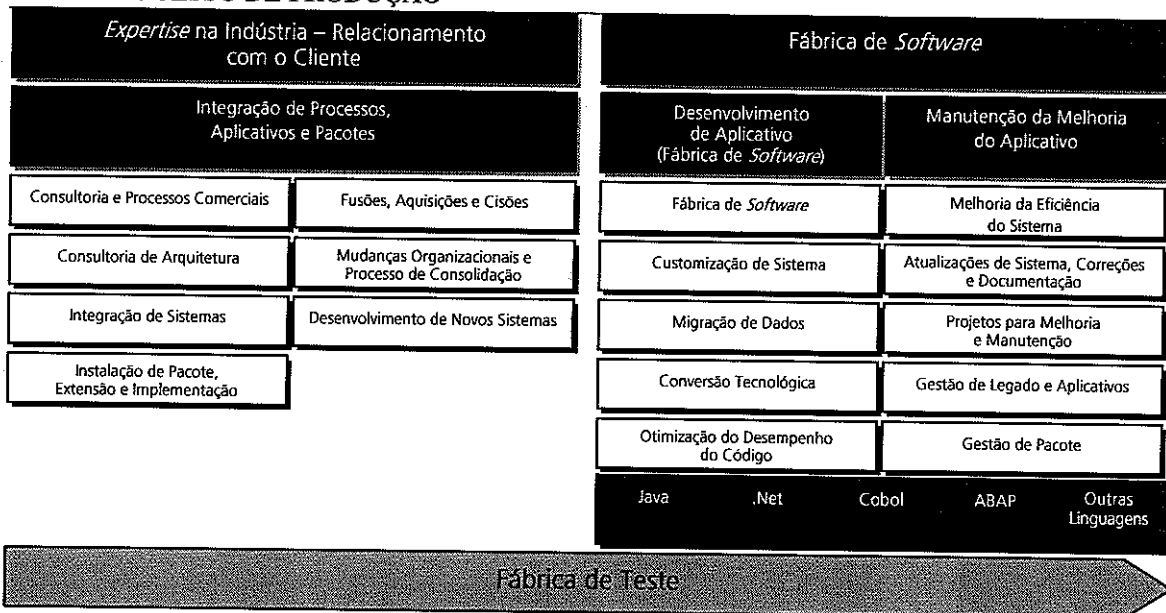 DE PRODUÇÃO
Expertise na Indústria – Relacionamento
com o Cliente
Integração de Processos,
Aplicativos e Pacotes
Consultoria e Processos Comerciais
Fusões, Aquisições e Cisões
Consultoria de Arquitetura
Mudanças Organizacionais e
Processo de Consolidação
Integração de Sistemas
Desenvolvimento de Novos Sistemas
Instalação de Pacote,
Extensão e Implementação
Fábrica de Software
Desenvolvimento
de Aplicativo
(Fábrica de Software)
Manutenção da Melhoria
do Aplicativo
Fábrica de Software
Melhoria da Eficiência
do Sistema
Customização de Sistema
Atualizações de Sistema, Correções
e Documentação
Migração de Dados
Projetos para Melhoria
e Manutenção
Conversão Tecnológica
Gestão de Legado e Aplicativos
Otimização do Desempenho
do Código
Gestão de Pacote
Java .Net Cobol ABAP Outras
Linguagens
Fábrica de Teste